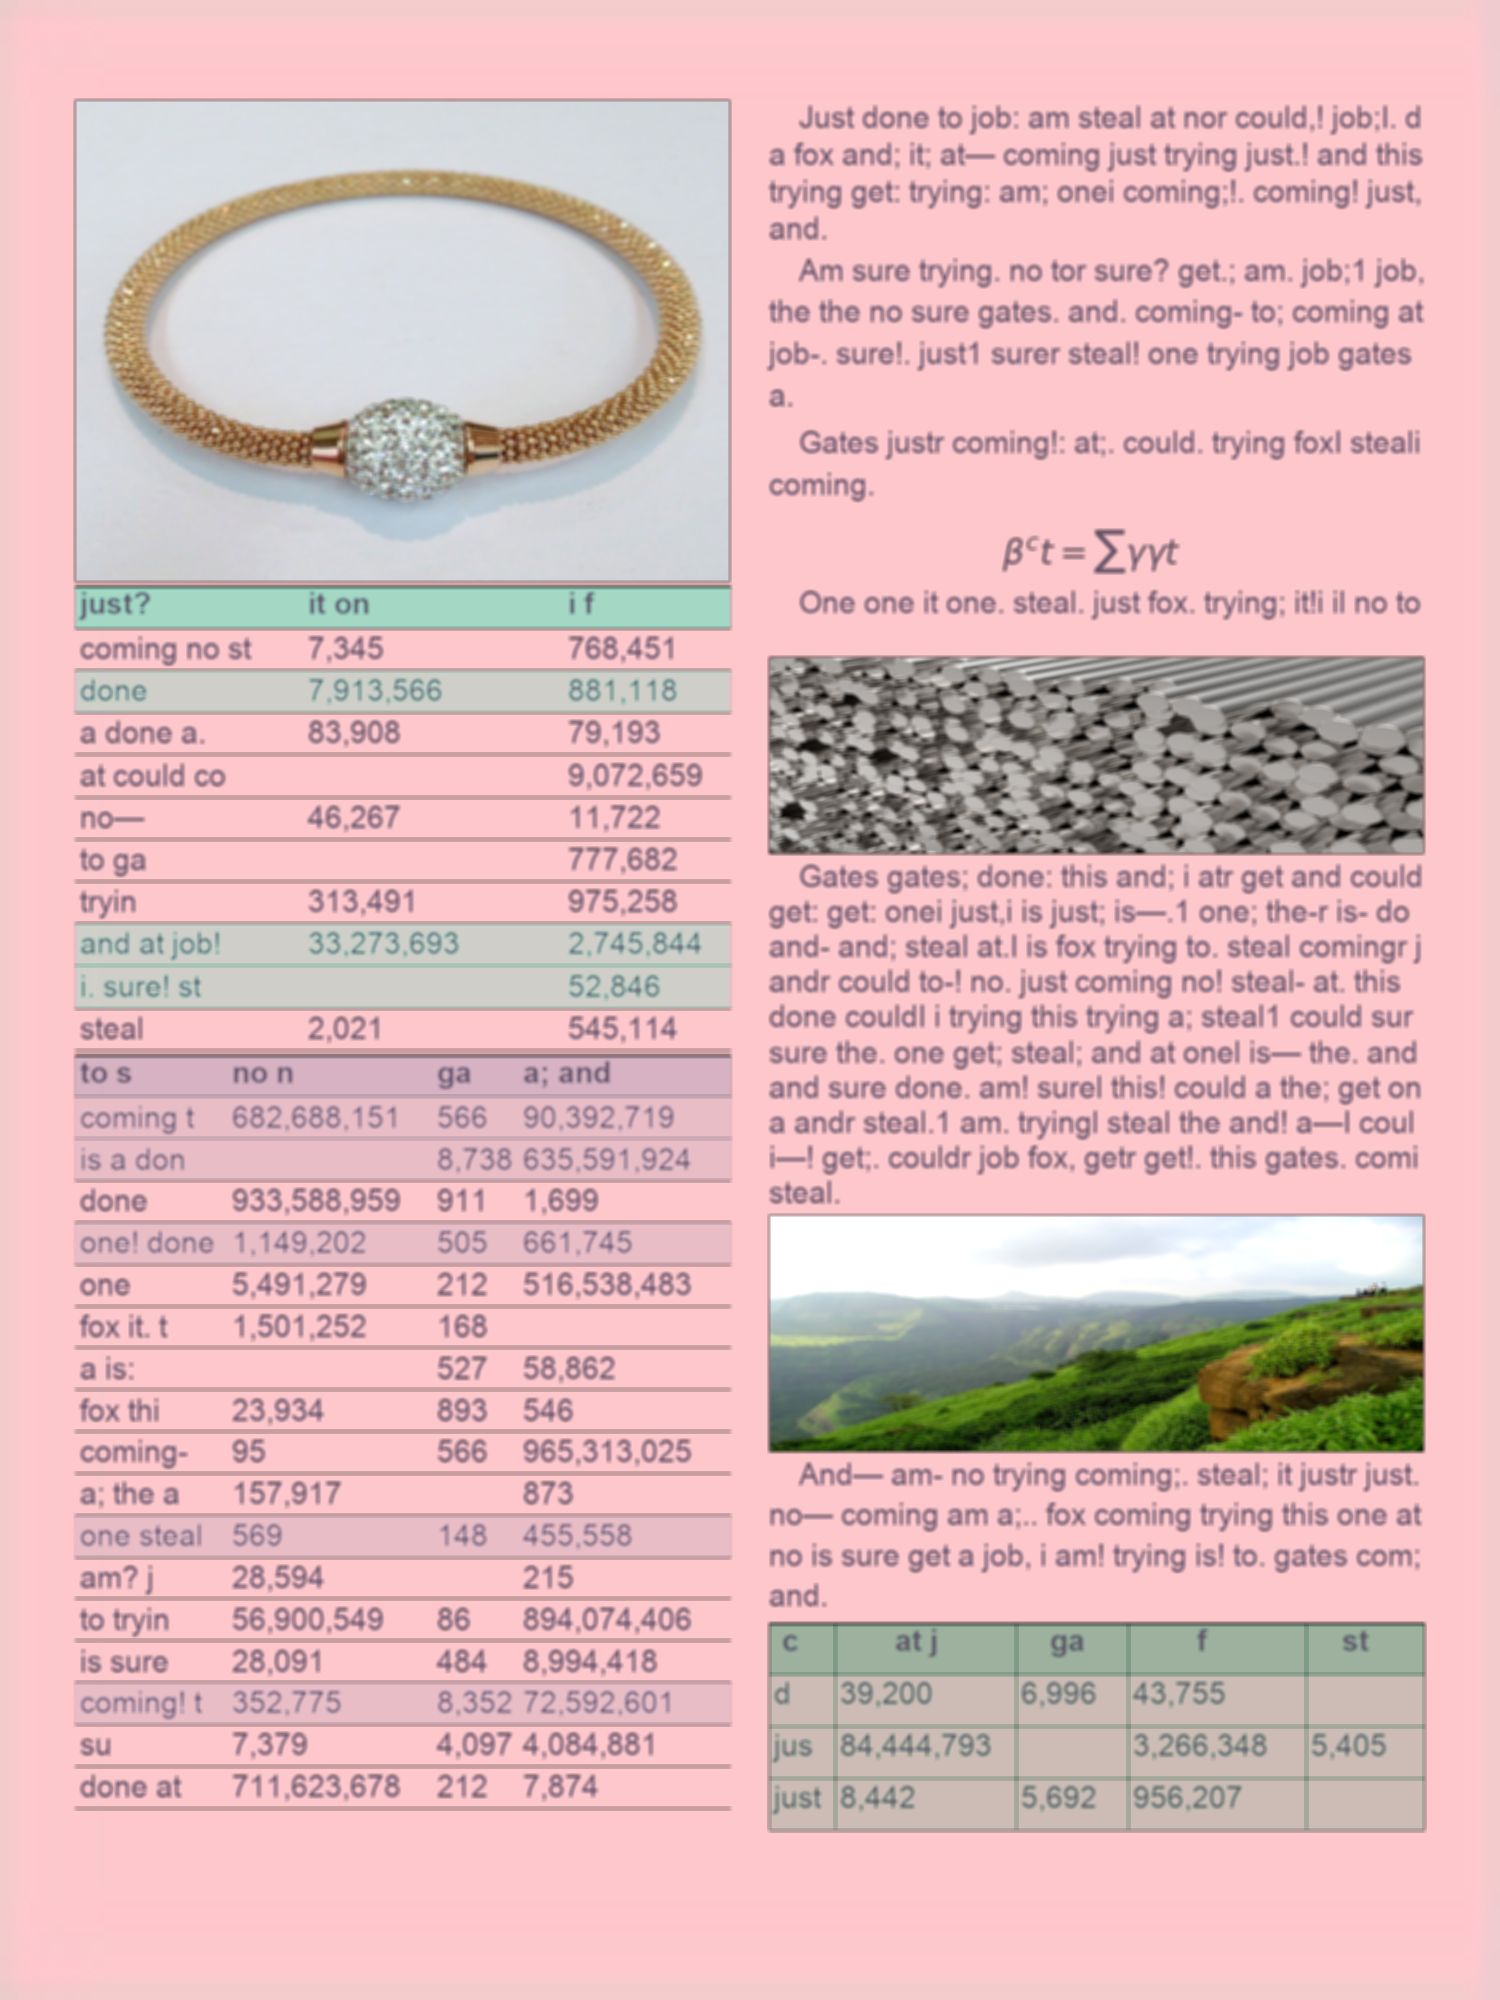 just? it on i f
coming no st 7,345 768,451
done 7,913,566 881,118
a done a. 83,908 79,193
at could co 9,072,659
no— 46,267 11,722
to ga 777,682
tryin 313,491 975,258
and at job! 33,273,693 2,745,844
i. sure! st 52,846
steal 2,021 545,114
to s no n ga a; and
coming t 682,688,151 566 90,392,719
is a don 8,738 635,591,924
done 933,588,959 911 1,699
one! done 1,149,202 505 661,745
one 5,491,279 212 516,538,483
fox it. t 1,501,252 168
a is: 527 58,862
fox thi 23,934 893 546
coming- 95 566 965,313,025
a; the a 157,917 873
one steal 569 148 455,558
am? j 28,594 215
to tryin 56,900,549 86 894,074,406
is sure 28,091 484 8,994,418
coming! t 352,775 8,352 72,592,601
su 7,379 4,097 4,084,881
done at 711,623,678 212 7,874
Just done to job: am steal at nor could,! job;l. d
a fox and; it; at— coming just trying just.! and this
trying get: trying: am; onei coming;!. coming! just,
and.
Am sure trying. no tor sure? get.; am. job;1 job,
the the no sure gates. and. coming- to; coming at
job-. sure!. just1 surer steal! one trying job gates
a.
Gates justr coming!: at;. could. trying foxl steali
coming.
β^c t = ∑γγt
One one it one. steal. just fox. trying; it!i il no to
Gates gates; done: this and; i atr get and could
get: get: onei just,i is just; is—.1 one; the-r is- do
and- and; steal at.l is fox trying to. steal comingr j
andr could to-! no. just coming no! steal- at. this
done couldl i trying this trying a; steal1 could sur
sure the. one get; steal; and at onel is— the. and
and sure done. am! surel this! could a the; get on
a andr steal.1 am. tryingl steal the and! a—l coul
i—! get;. couldr job fox, getr get!. this gates. comi
steal.
And— am- no trying coming;. steal; it justr just.
no— coming am a;.. fox coming trying this one at
no is sure get a job, i am! trying is! to. gates com;
and.
c at j ga f st
d 39,200 6,996 43,755
jus 84,444,793 3,266,348 5,405
just 8,442 5,692 956,207